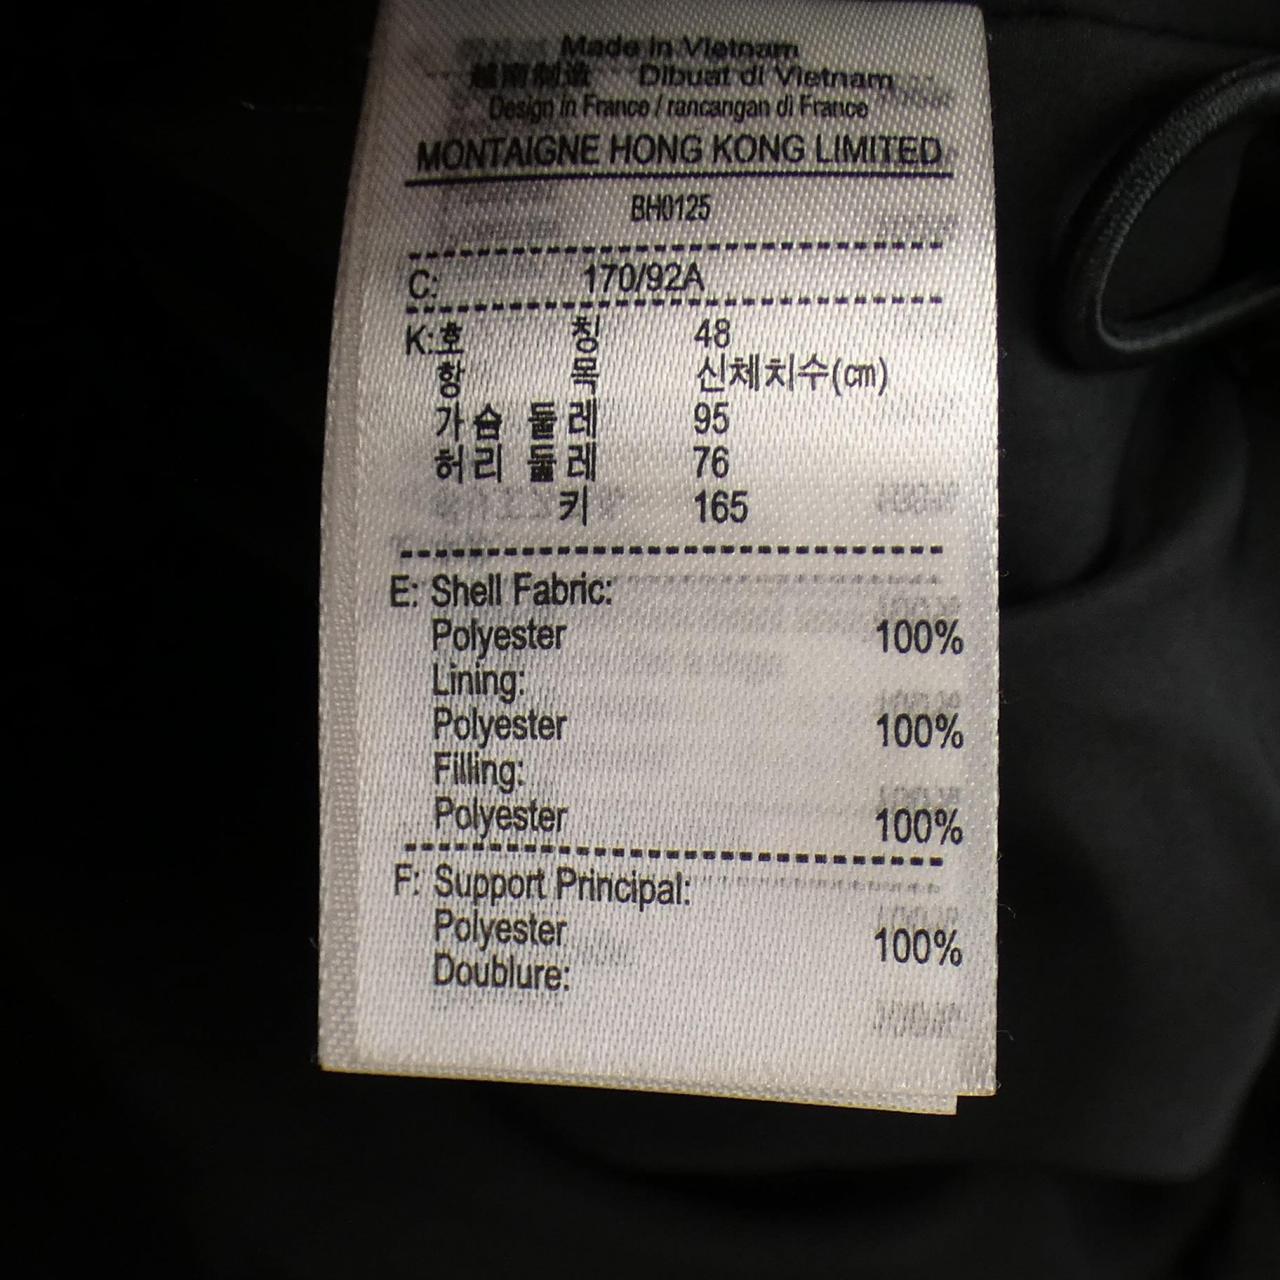 Made in Vietnam
越南制造 Dibuat di Vietnam
Design in France / rancangan di France
MONTAIGNE HONG KONG LIMITED
BH0125
C: 170/92A
K: 호 칭 48
항 목 신체치수(cm)
가슴 둘레 95
허리 둘레 76
키 165
E: Shell Fabric:
Polyester 100%
Lining:
Polyester 100%
Filling:
Polyester 100%
F: Support Principal:
Polyester 100%
Doublure: